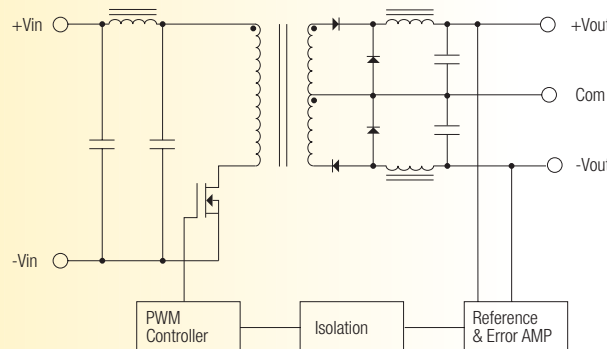 +Vin
+Vout
Com
-Vout
-Vin
PWM
Controller
Isolation
Reference
& Error AMP